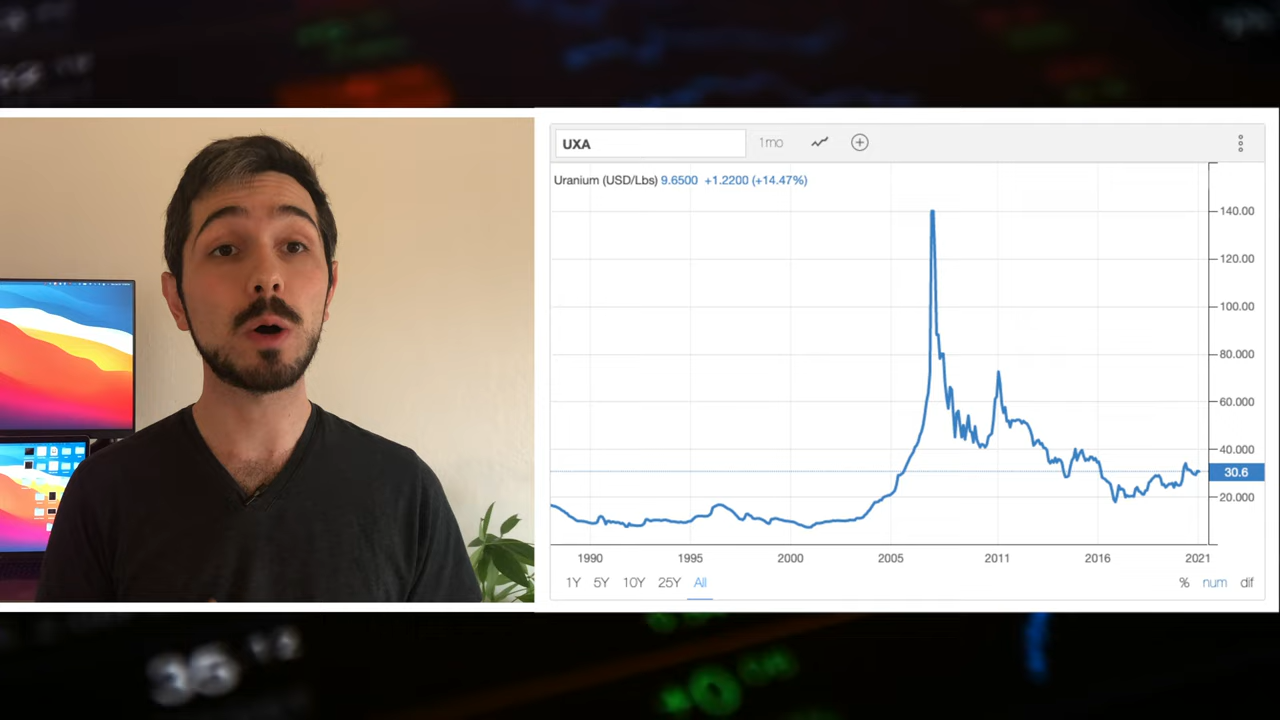 UXA 1mo
Uranium (USD/Lbs) 9.6500 +1.2200 (+14.47%)
140.00
120.00
100.00
80.000
60.000
40.000
30.6
20.000
1990 1995 2000 2005 2011 2016 2021
1Y 5Y 10Y 25Y All % num dif